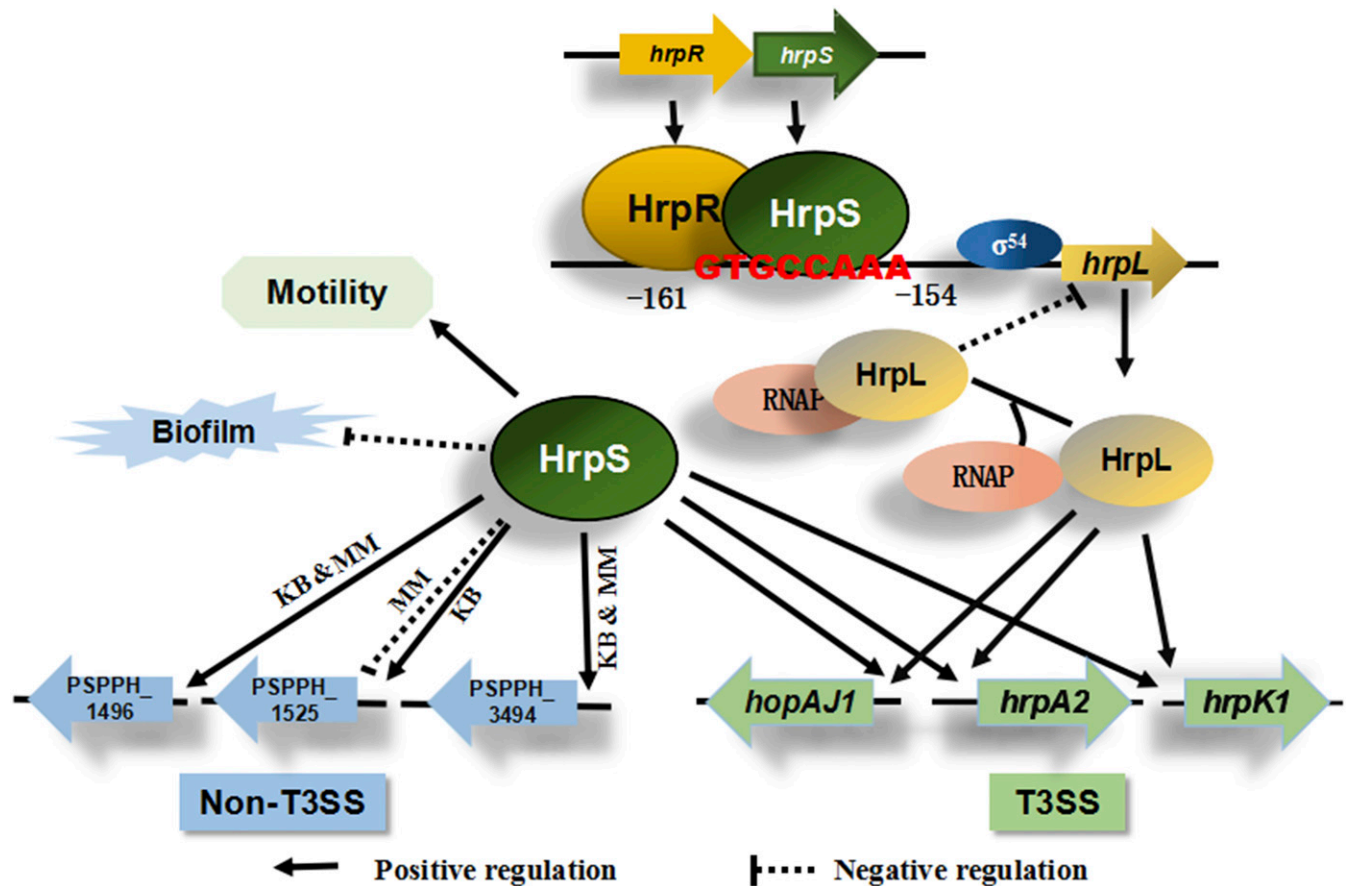 hrpR hrpS
HrpR HrpS
σ54
hrpL
GTGCCAAA
-161
-154
Motility
HrpL
RNAP
Biofilm
HrpS
HrpL
RNAP
KB & MM
MM
KB
KB & MM
PSPPH_
1496
PSPPH_
1525
PSPPH_
3494
hopAJ1
hrpA2
hrpK1
Non-T3SS
T3SS
Positive regulation
Negative regulation